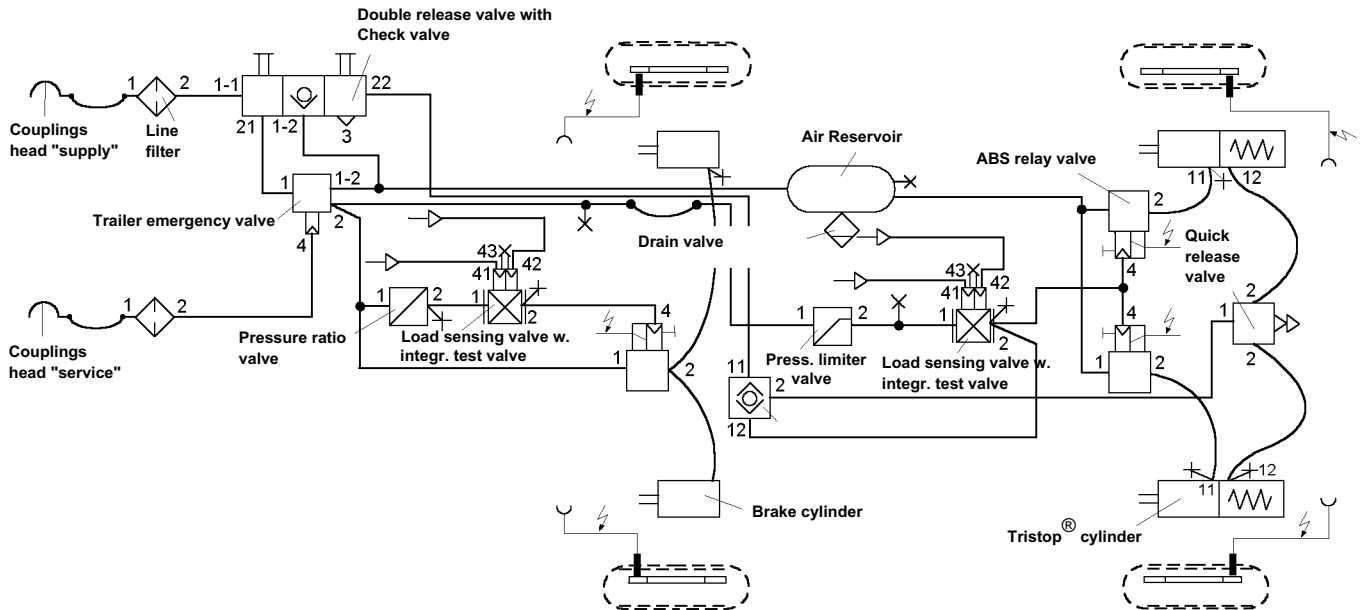 Double release valve with
Check valve
1
2
1-1
22
Couplings
head "supply"
Line
filter
21
1-2
3
Air Reservoir
ABS relay valve
1
1-2
11
12
2
Trailer emergency valve
2
4
43
41
42
Drain valve
Quick
release
valve
4
43
41
42
1
2
1
2
1
2
1
2
1
2
4
4
1
2
Couplings
head "service"
Pressure ratio
valve
Load sensing valve w.
integr. test valve
1
2
Press. limiter
valve
Load sensing valve w.
integr. test valve
1
2
2
11
2
12
11
12
Brake cylinder
Tristop® cylinder